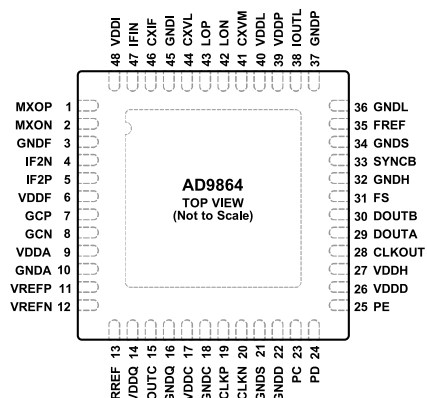 48 VDDI
47 IFIN
46 CXIF
45 GNDI
44 CXVL
43 LOP
42 LON
41 CXVM
40 VDDL
39 VDDP
38 IOUTL
37 GNDP
MXOP 1
MXON 2
GNDF 3
IF2N 4
IF2P 5
VDDF 6
GCP 7
GCN 8
VDDA 9
GNDA 10
VREFP 11
VREFN 12
AD9864
TOP VIEW
(Not to Scale)
36 GNDL
35 FREF
34 GNDS
33 SYNCB
32 GNDH
31 FS
30 DOUTB
29 DOUTA
28 CLKOUT
27 VDDH
26 VDDD
25 PE
RREF 13
VDDQ 14
OUTC 15
GNDQ 16
VDDC 17
GNDC 18
CLKP 19
CLKN 20
GNDS 21
GNDD 22
PC 23
PD 24